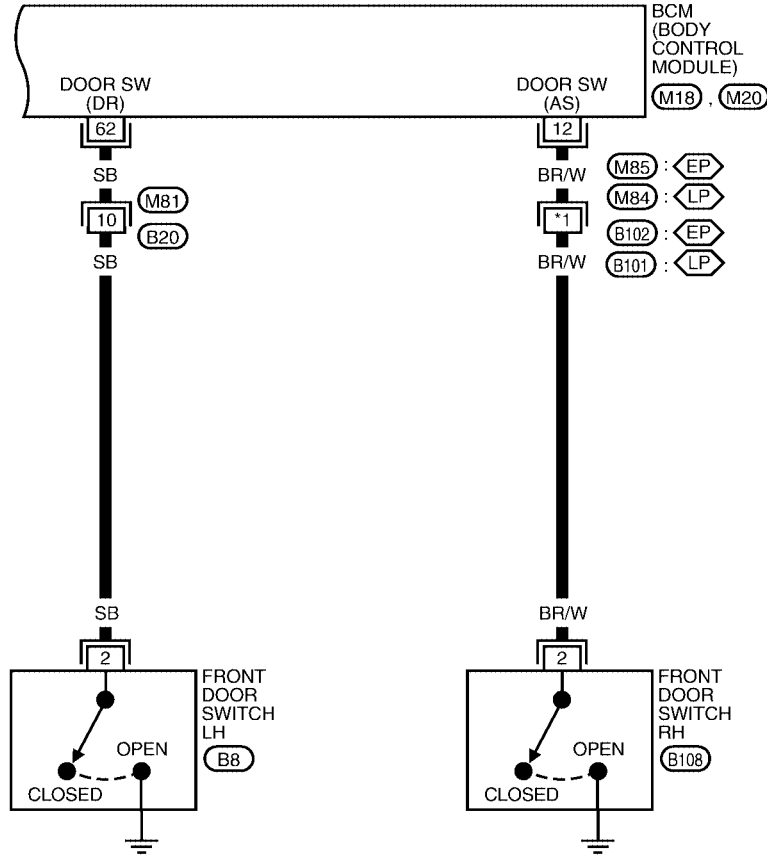 BCM
(BODY
CONTROL
MODULE)
M18 , M20
DOOR SW
(DR)
DOOR SW
(AS)
62
12
SB
BR/W
M85 : EP
M84 : LP
M81
10
*1
B20
B102 : EP
B101 : LP
SB
BR/W
SB
BR/W
2
2
FRONT
DOOR
SWITCH
LH
B8
OPEN
CLOSED
FRONT
DOOR
SWITCH
RH
B108
OPEN
CLOSED